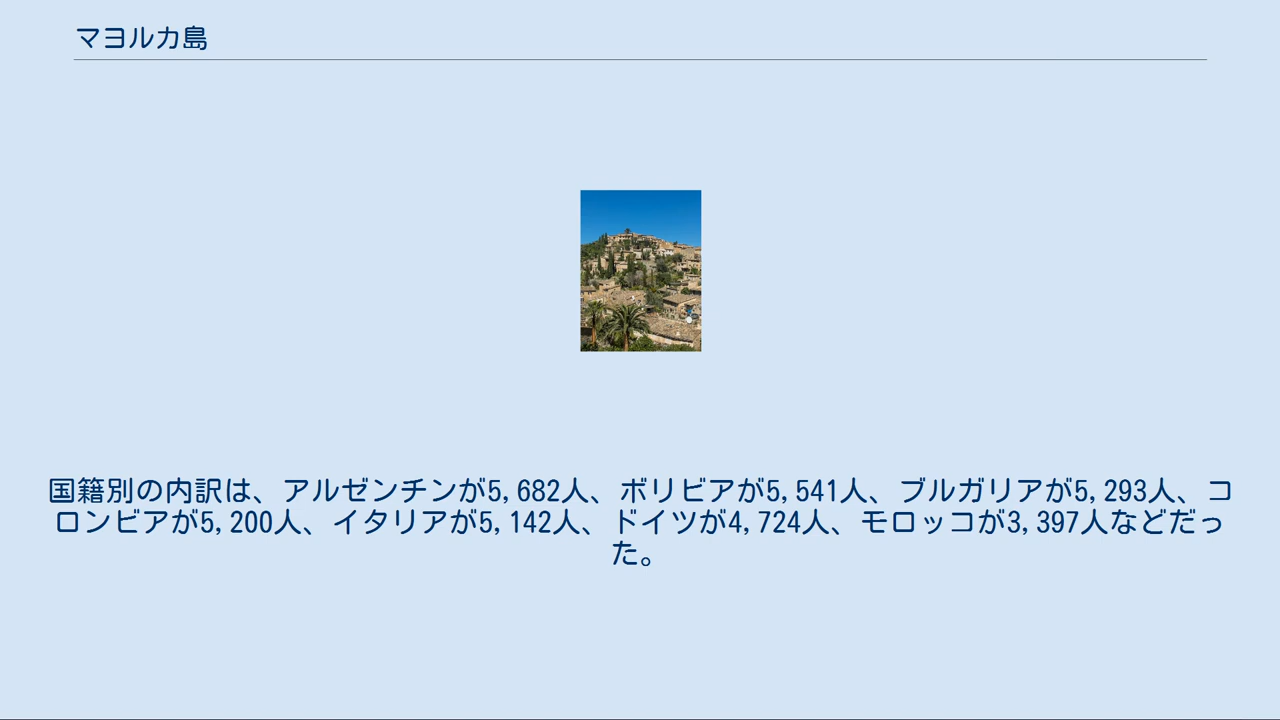 マヨルカ島
国籍別の内訳は、アルゼンチンが5,682人、ボリビアが5,541人、ブルガリアが5,293人、コ
ロンビアが5,200人、イタリアが5,142人、ドイツが4,724人、モロッコが3,397人などだっ
た。